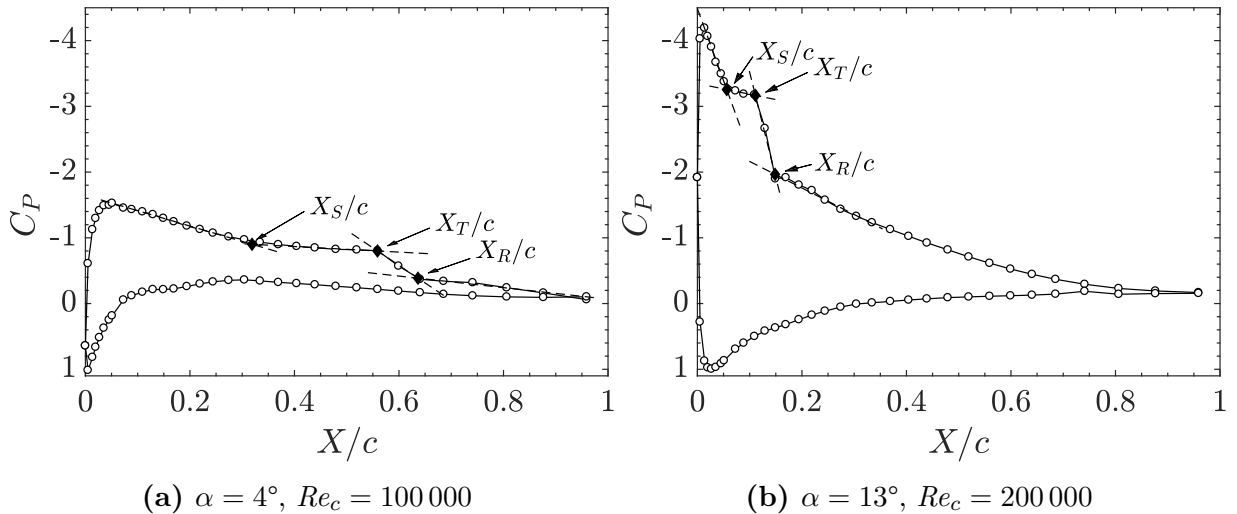 -4
-3
-2
-1
0
1
C_P
X_S/c
X_T/c
X_R/c
0
0.2
0.4
0.6
0.8
1
X/c
(a) α = 4°, Re_c = 100 000
-4
-3
-2
-1
0
1
C_P
X_S/c
X_T/c
X_R/c
0
0.2
0.4
0.6
0.8
1
X/c
(b) α = 13°, Re_c = 200 000